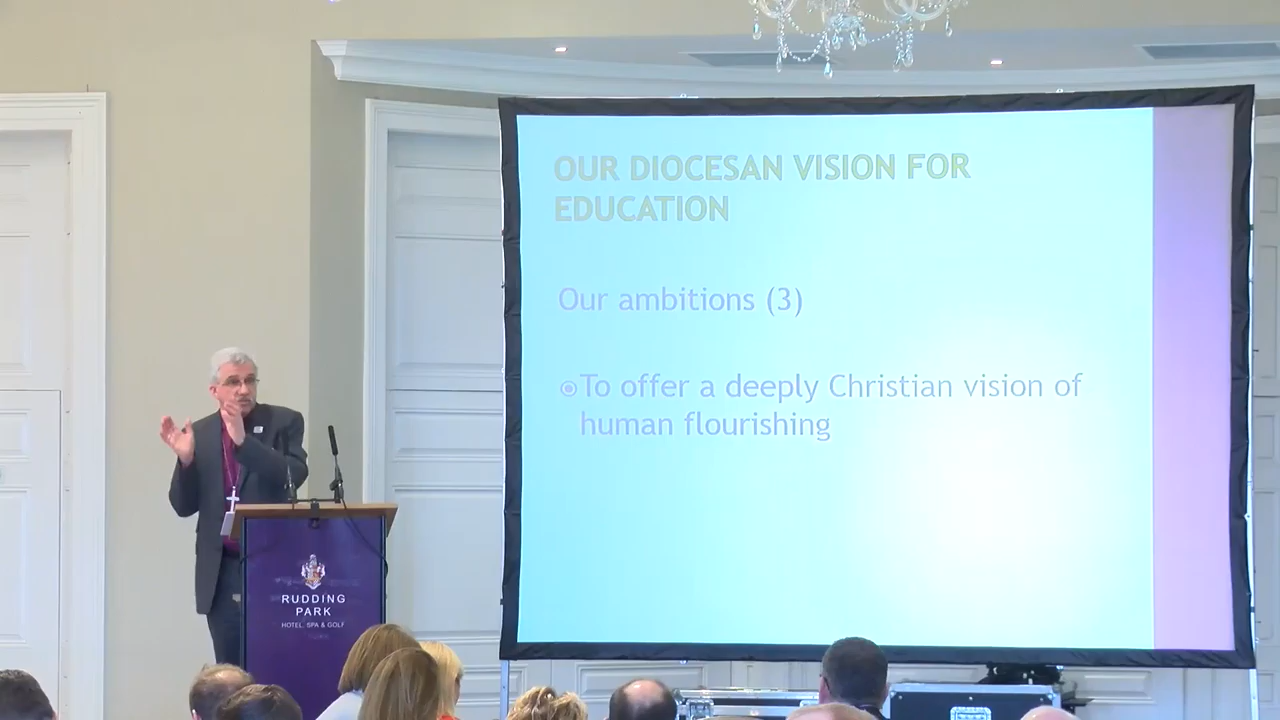 OUR DIOCESAN VISION FOR
EDUCATION
Our ambitions (3)
To offer a deeply Christian vision of
human flourishing
RUDDING
PARK
HOTEL, SPA & GOLF